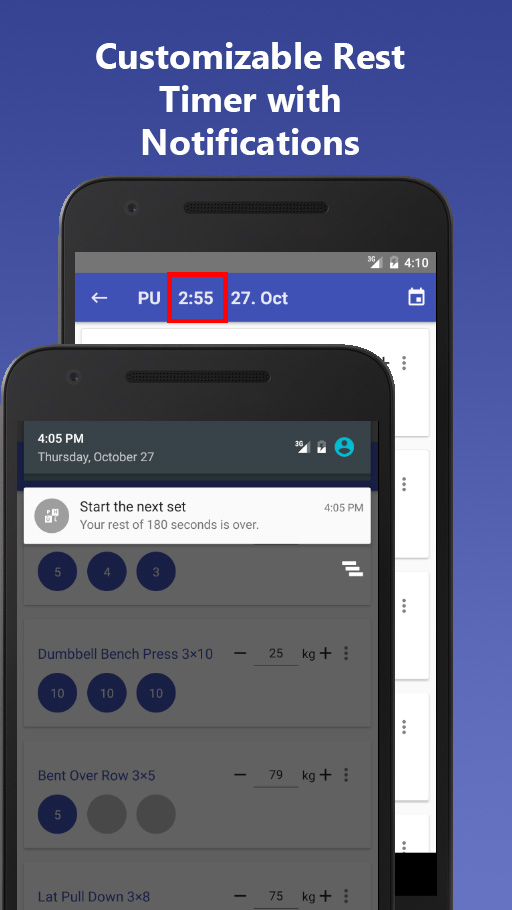 Customizable Rest
Timer with
Notifications
3G 4:10
PU 2:55 27. Oct
4:05 PM
Thursday, October 27
3G
Start the next set 4:05 PM
Your rest of 180 seconds is over.
5 4 3
Dumbbell Bench Press 3×10 − 25 kg +
10 10 10
Bent Over Row 3×5 − 79 kg +
5
Lat Pull Down 3×8 − 75 kg +